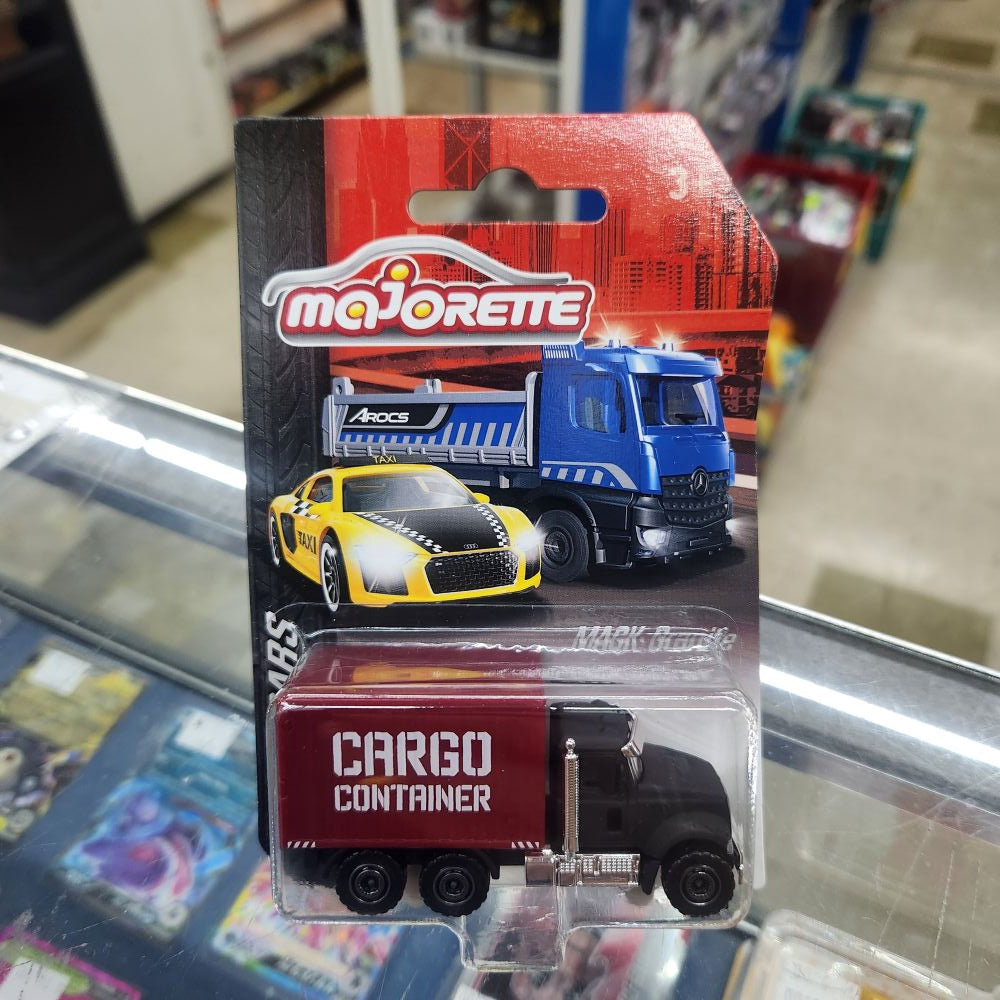 MAJORETTE
AROCS
TAXI
TAXI
MACK Granite
CARGO
CONTAINER